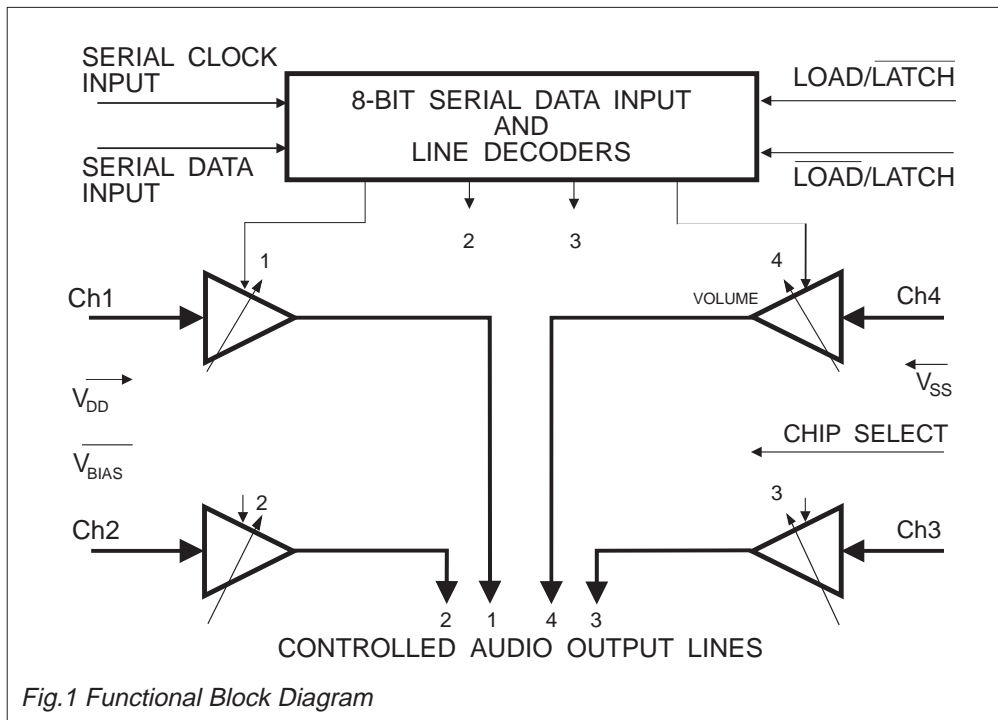 SERIAL CLOCK
INPUT
SERIAL DATA
INPUT
8-BIT SERIAL DATA INPUT
AND
LINE DECODERS
LOAD/LATCH
LOAD/LATCH
2
3
1
4
Ch1
VOLUME
Ch4
VDD
VSS
VBIAS
CHIP SELECT
2
3
Ch2
Ch3
2 1 4 3
CONTROLLED AUDIO OUTPUT LINES
Fig.1 Functional Block Diagram